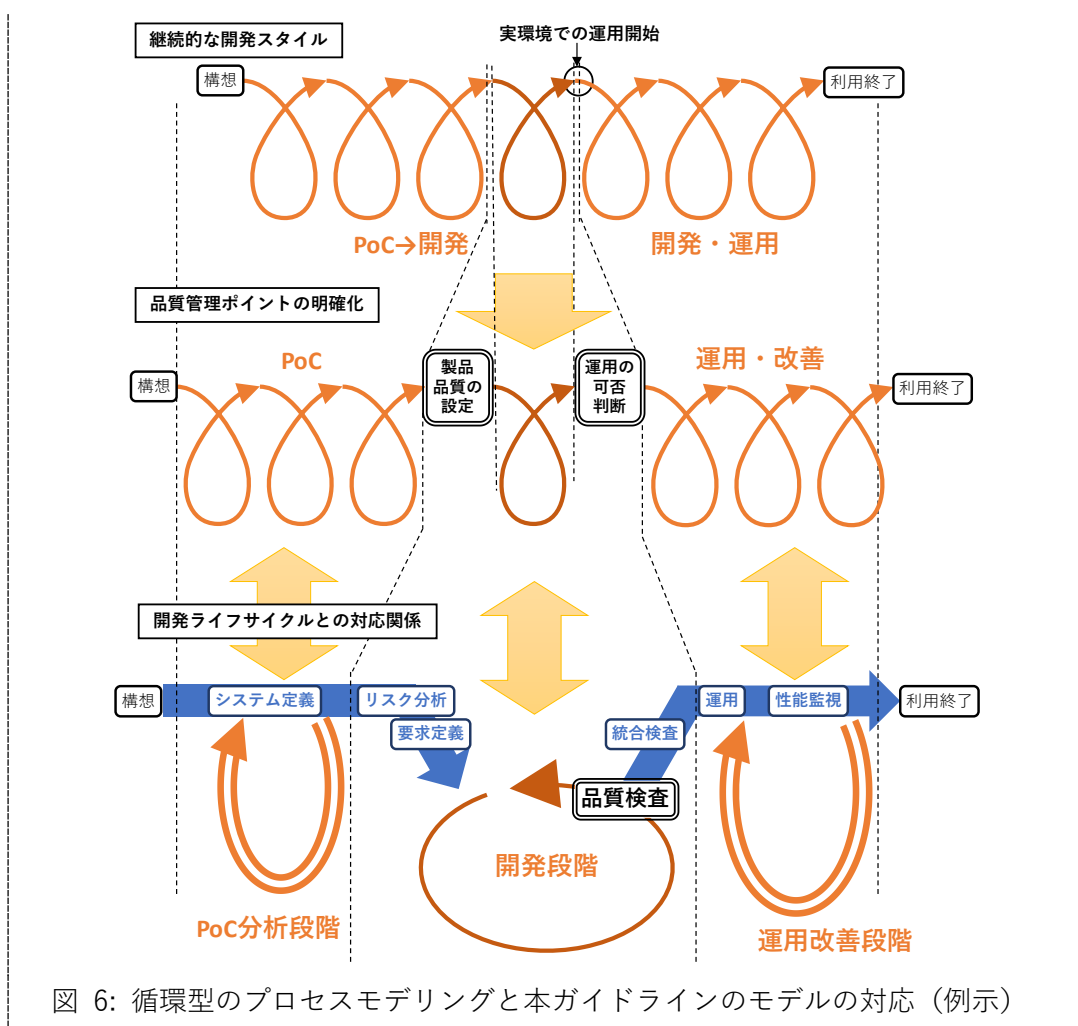 継続的な開発スタイル
実環境での運用開始
構想
利用終了
PoC→開発
開発・運用
品質管理ポイントの明確化
PoC
製品
品質の
設定
運用の
可否
判断
運用・改善
構想
利用終了
開発ライフサイクルとの対応関係
構想
システム定義
リスク分析
要求定義
統合検査
運用
性能監視
利用終了
品質検査
開発段階
PoC分析段階
運用改善段階
図 6: 循環型のプロセスモデリングと本ガイドラインのモデルの対応（例示）